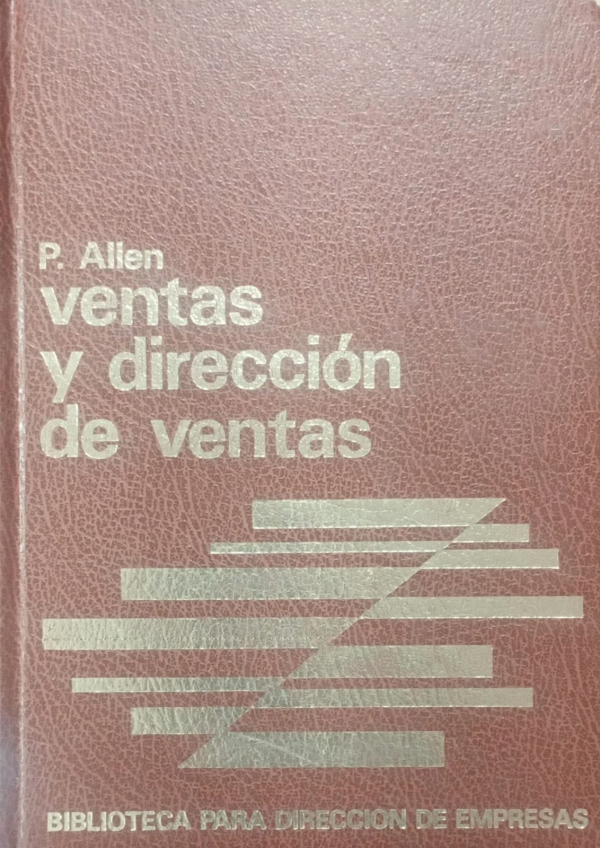 P. Allen
ventas
y dirección
de ventas
BIBLIOTECA PARA DIRECCION DE EMPRESAS